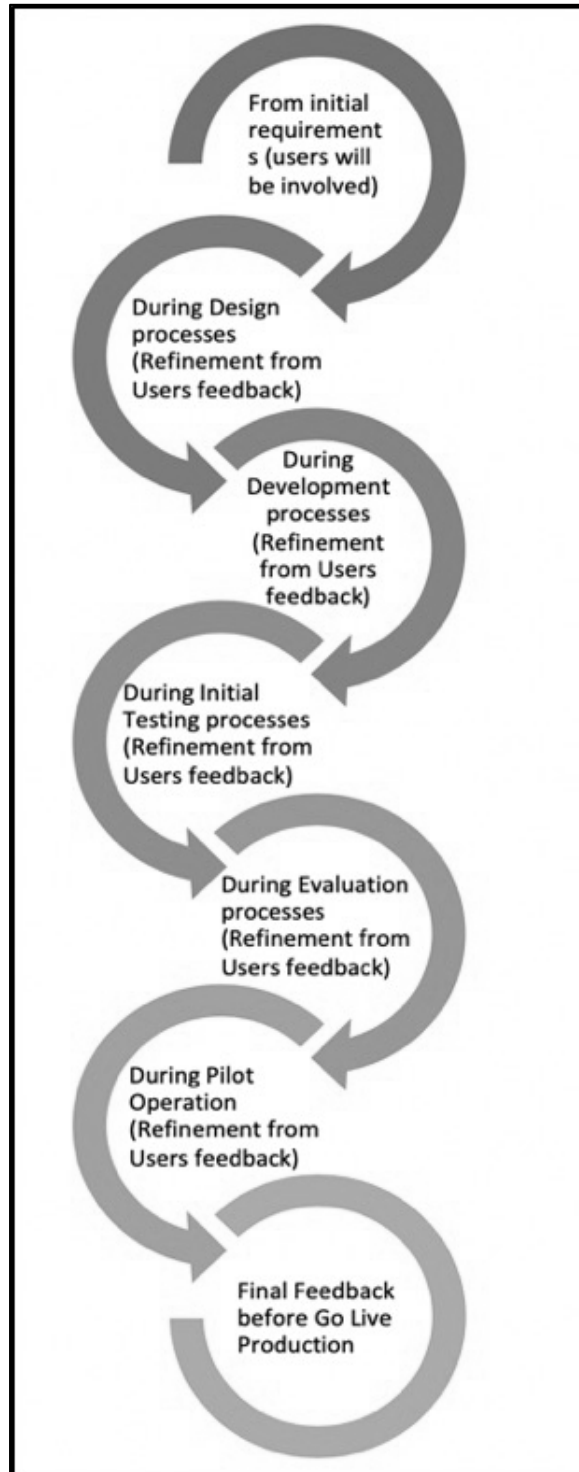 From initial
requirement
s (users will
be involved)
During Design
processes
(Refinement from
Users feedback)
During
Development
processes
(Refinement
from Users
feedback)
During Initial
Testing processes
(Refinement from
Users feedback)
During Evaluation
processes
(Refinement from
Users feedback)
During Pilot
Operation
(Refinement from
Users feedback)
Final Feedback
before Go Live
Production